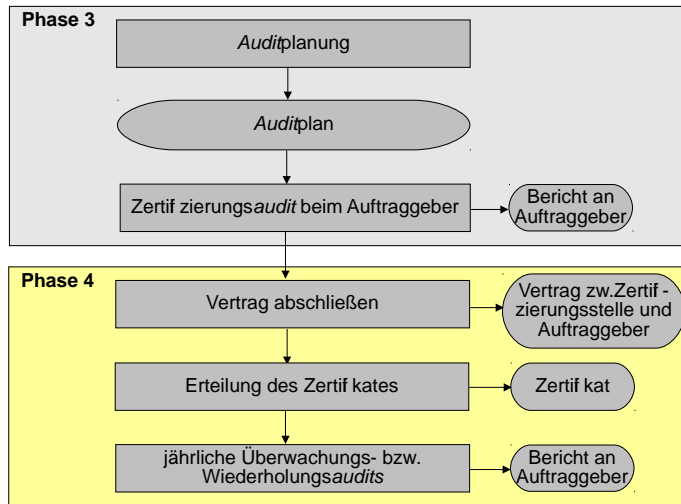 Phase 3
Auditplanung
Auditplan
Zertif zierungsaudit beim Auftraggeber
Bericht an
Auftraggeber
Phase 4
Vertrag abschließen
Vertrag zw.Zertif -
zierungsstelle und
Auftraggeber
Erteilung des Zertif kates
Zertif kat
jährliche Überwachungs- bzw.
Wiederholungsaudits
Bericht an
Auftraggeber